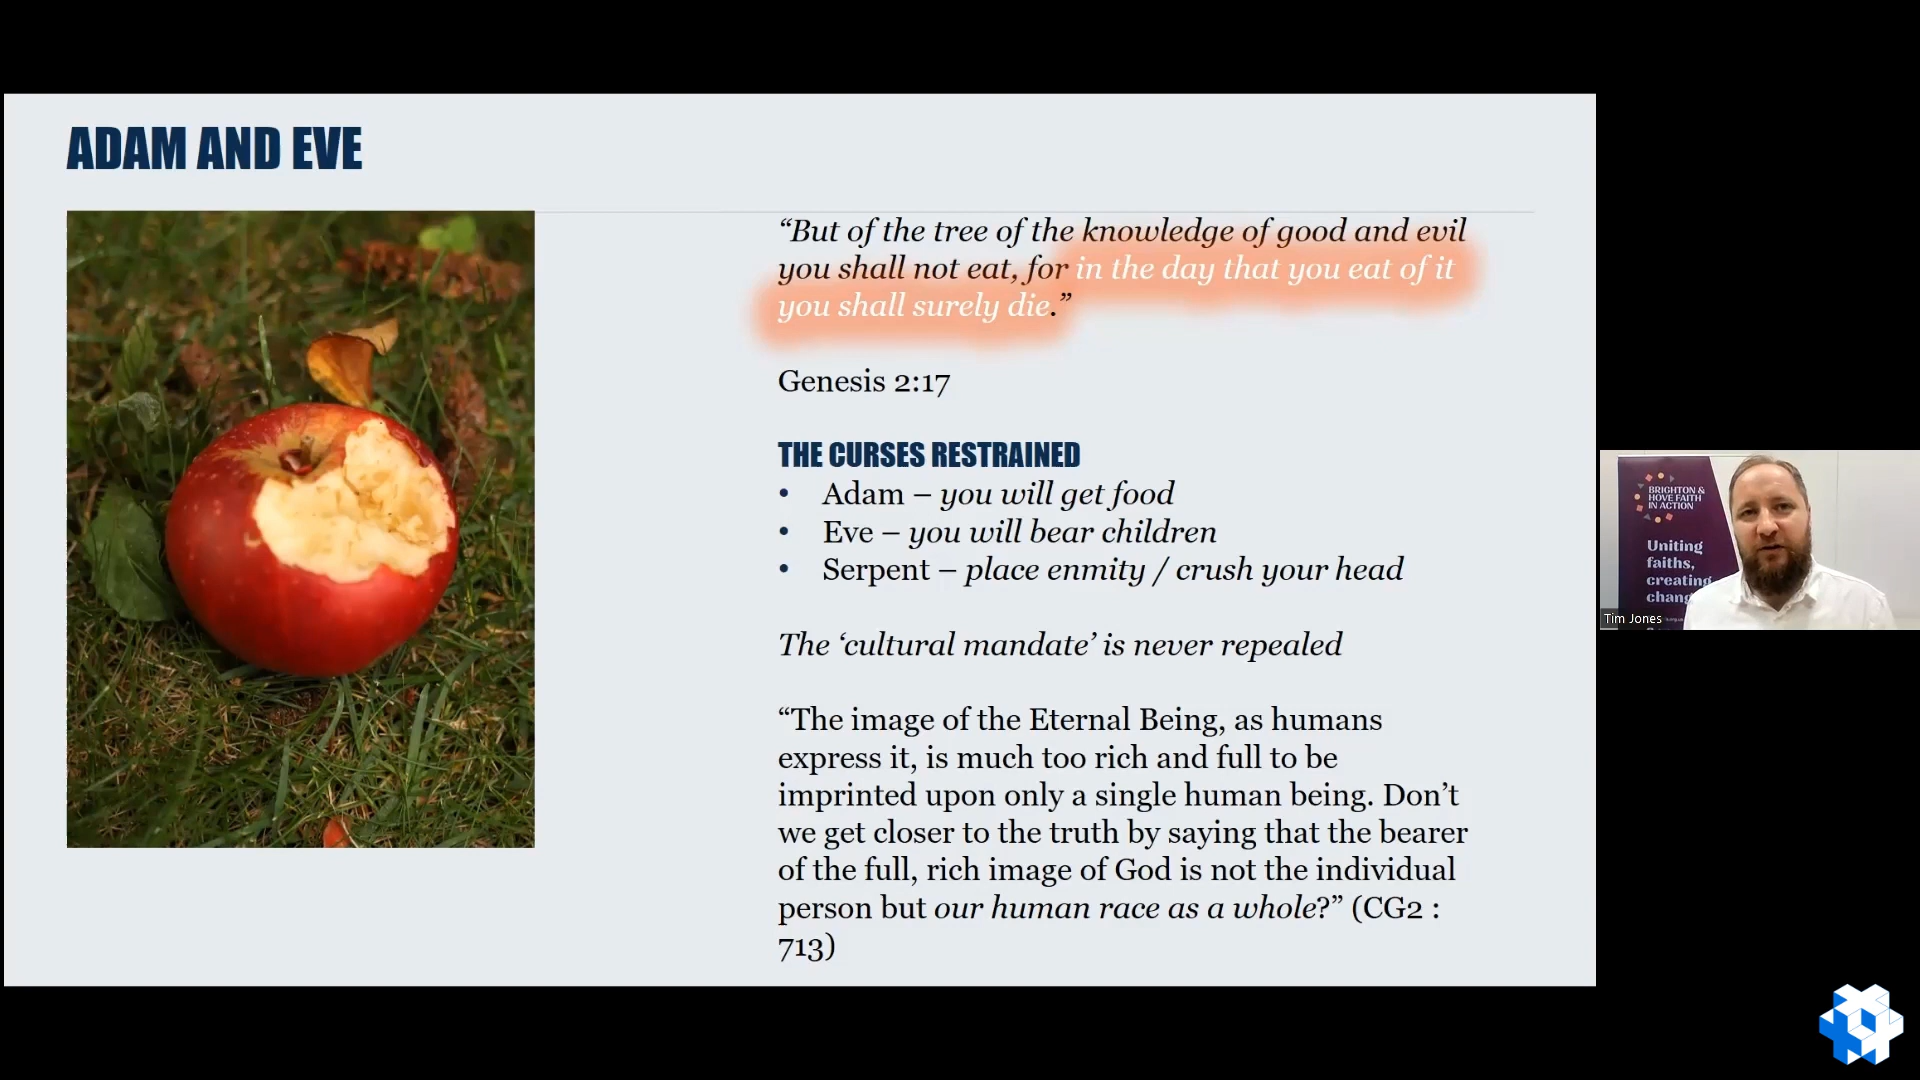 ADAM AND EVE
“But of the tree of the knowledge of good and evil
you shall not eat, for in the day that you eat of it
you shall surely die.”
Genesis 2:17
THE CURSES RESTRAINED
• Adam – you will get food
• Eve – you will bear children
• Serpent – place enmity / crush your head
The ‘cultural mandate’ is never repealed
“The image of the Eternal Being, as humans
express it, is much too rich and full to be
imprinted upon only a single human being. Don’t
we get closer to the truth by saying that the bearer
of the full, rich image of God is not the individual
person but our human race as a whole?” (CG2 :
713)
BRIGHTON &
HOVE FAITH
IN ACTION
Uniting
faiths,
creating
chang
Tim Jones